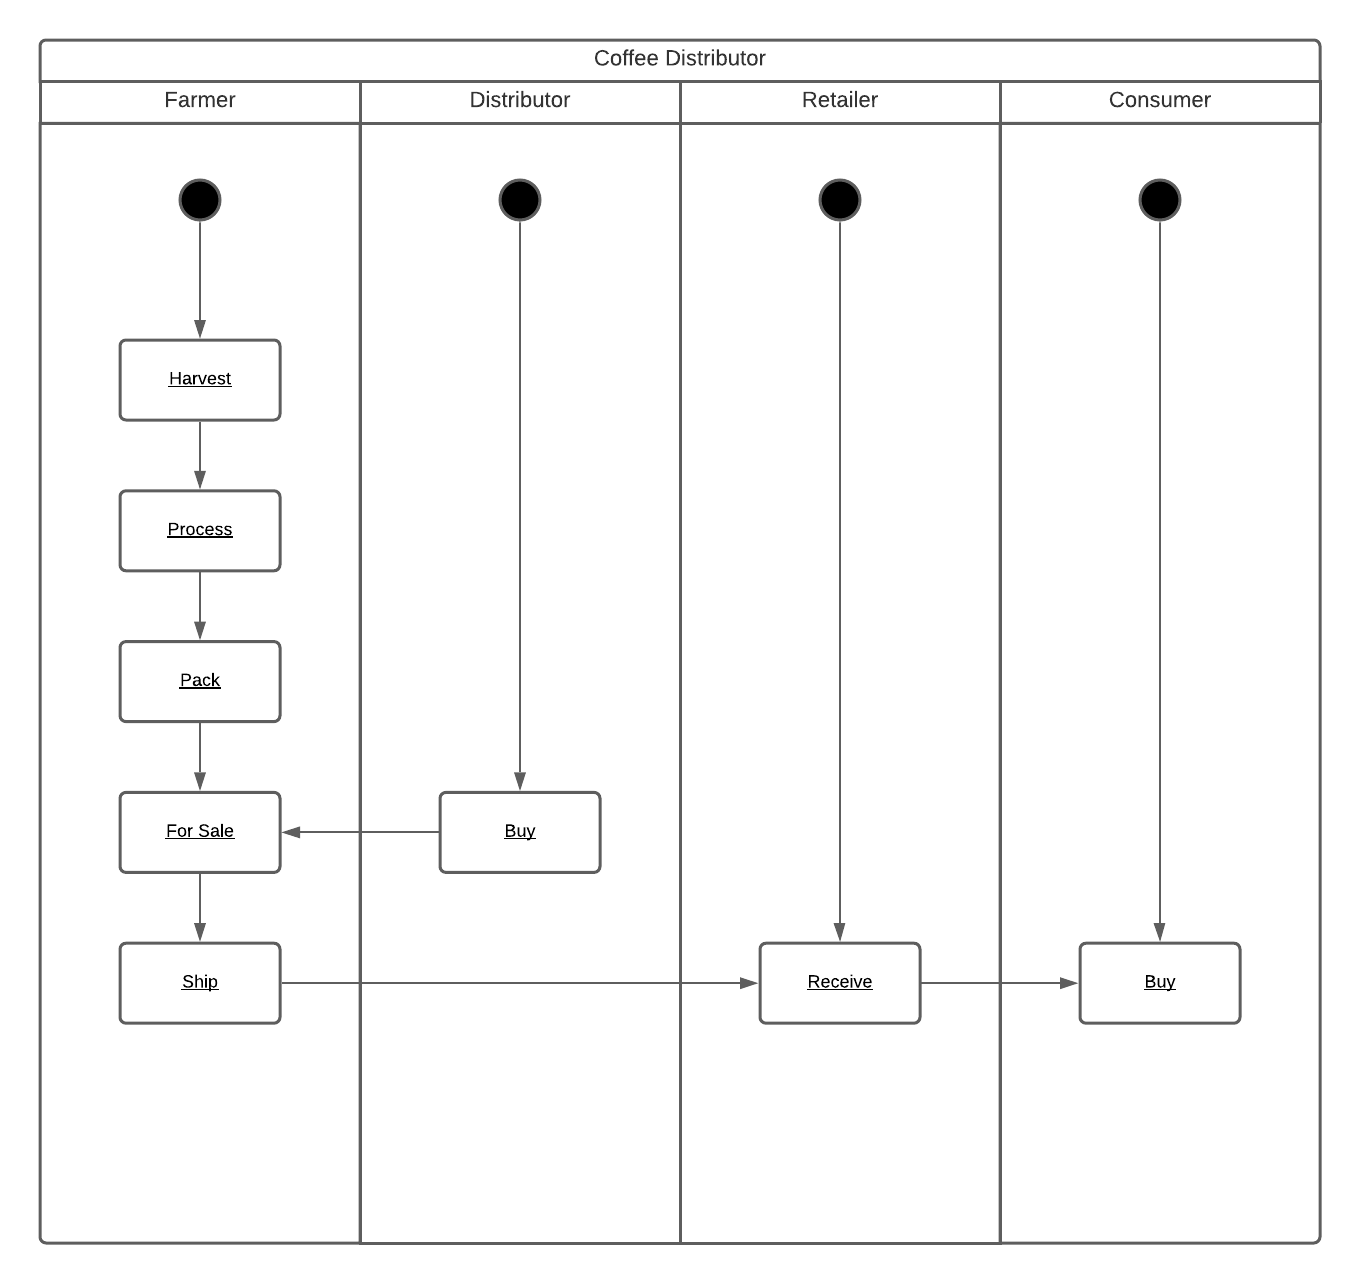 Coffee Distributor
Farmer
Distributor
Retailer
Consumer
Harvest
Process
Pack
For Sale
Buy
Ship
Receive
Buy